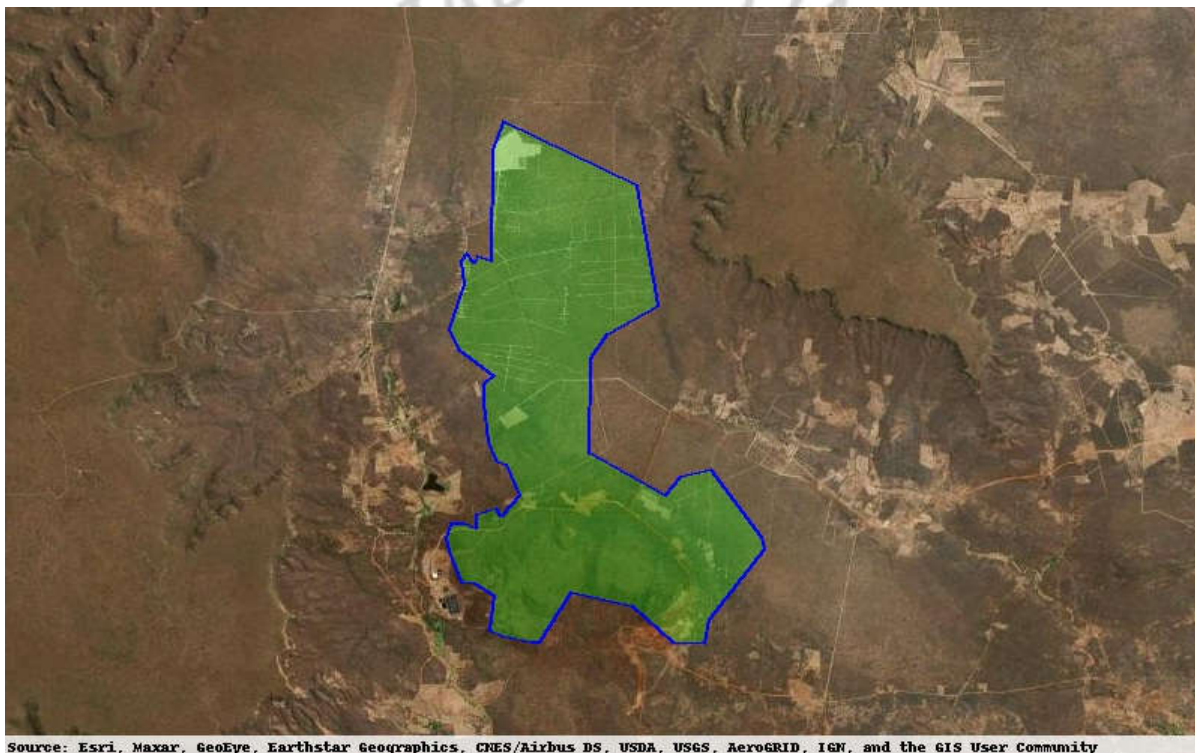 Source: Esri, Maxar, GeoEye, Earthstar Geographics, CNES/Airbus DS, USDA, USGS, AeroGRID, IGN, and the GIS User Community